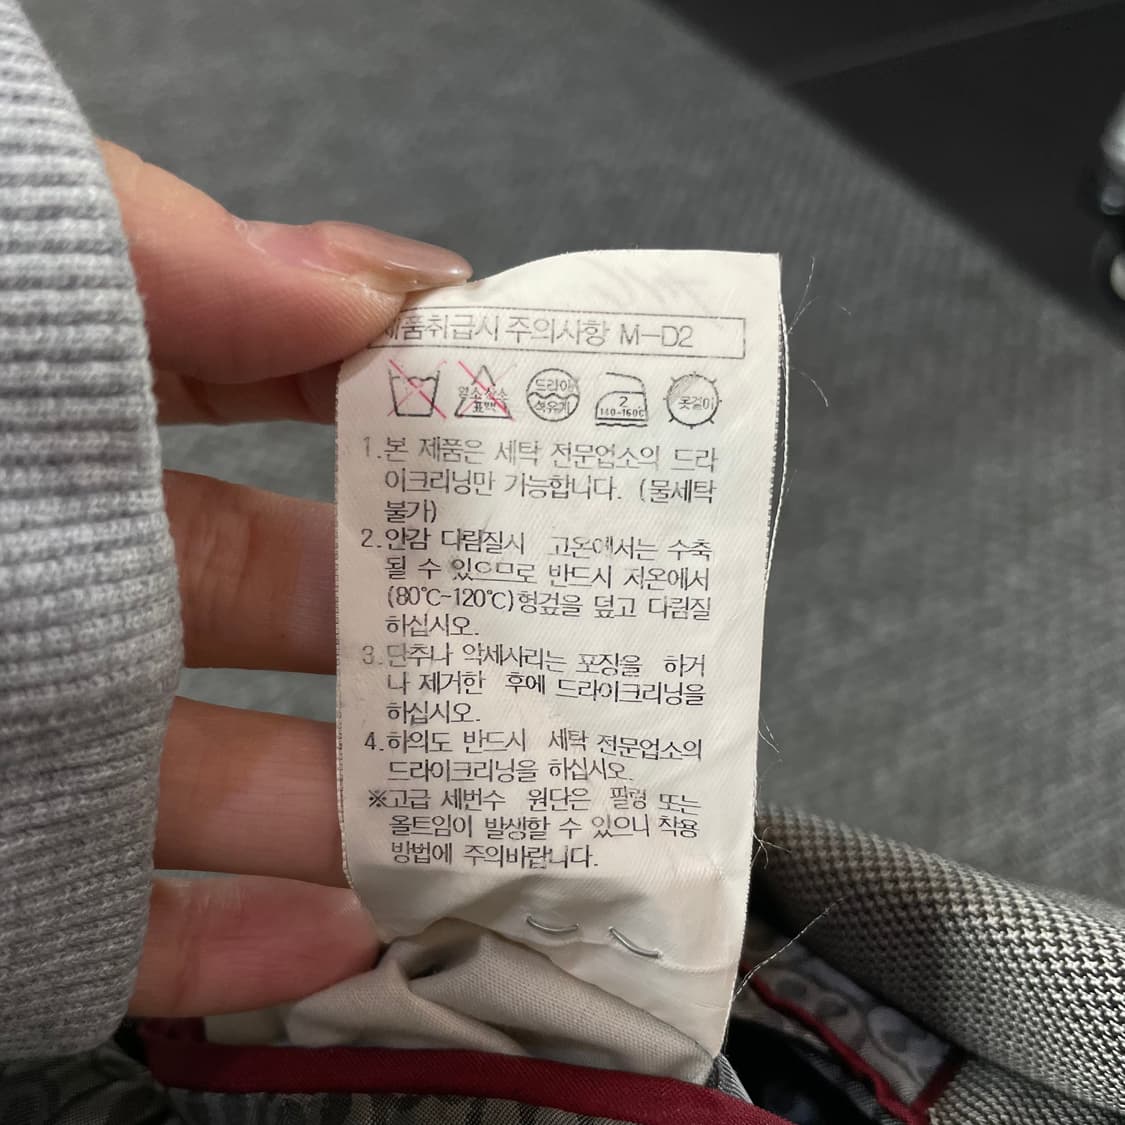 제품취급시 주의사항 M-D2
염소산소
표백
드라이
석유계
2
140-160℃
옷걸이
1.본 제품은 세탁 전문업소의 드라
이크리닝만 가능합니다. (물세탁
불가)
2.안감 다림질시 고온에서는 수축
될 수 있으므로 반드시 저온에서
(80℃-120℃)헝겊을 덮고 다림질
하십시오.
3.단추나 악세사리는 포장을 하거
나 제거한 후에 드라이크리닝을
하십시오.
4.하의도 반드시 세탁 전문업소의
드라이크리닝을 하십시오.
※고급 세번수 원단은 필링 또는
올트임이 발생할 수 있으니 착용
방법에 주의바랍니다.